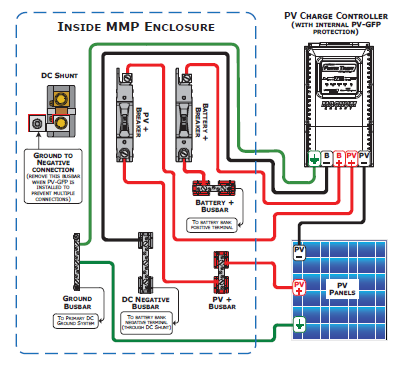 INSIDE MMP ENCLOSURE
PV CHARGE CONTROLLER
(WITH INTERNAL PV-GFP
PROTECTION)
DC SHUNT
PV +
BREAKER
BATTERY +
BREAKER
GROUND TO
NEGATIVE
CONNECTION
(REMOVE THIS BUSBAR
WHEN PV-GFP IS
INSTALLED TO
PREVENT MULTIPLE
CONNECTIONS)
B
−
B
+
PV
+
PV
−
BATTERY +
BUSBAR
TO BATTERY BANK
POSITIVE TERMINAL
PV
−
PV
+
PV
PANELS
GROUND
BUSBAR
DC NEGATIVE
BUSBAR
PV +
BUSBAR
TO PRIMARY DC
GROUND SYSTEM
TO BATTERY BANK
NEGATIVE TERMINAL
(THROUGH DC SHUNT)